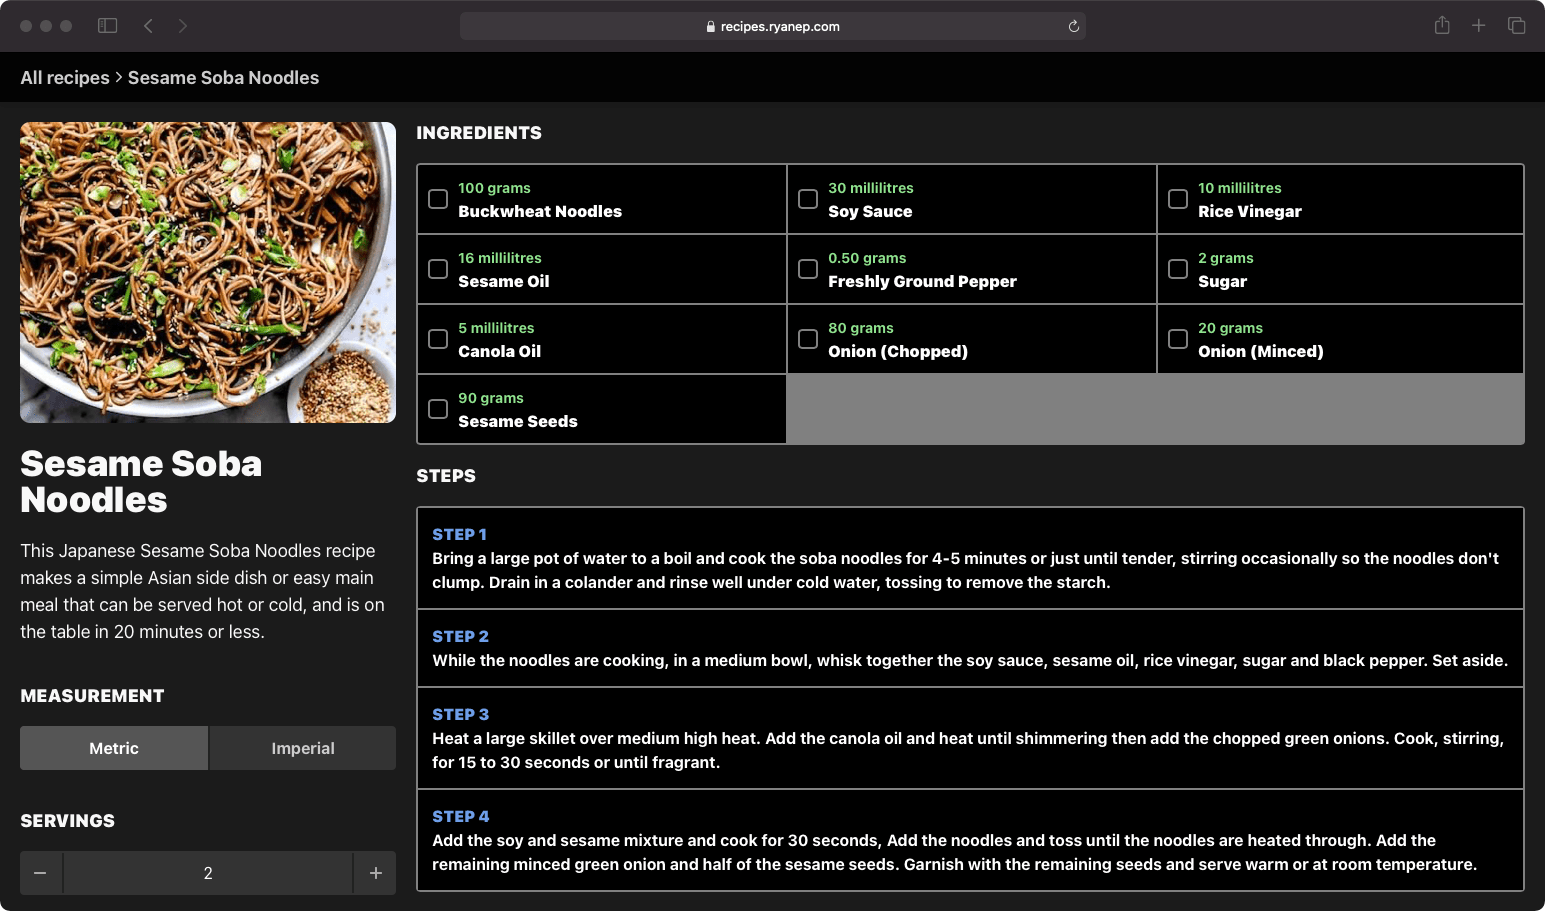 recipes.ryanep.com
All recipes > Sesame Soba Noodles
Sesame Soba
Noodles
This Japanese Sesame Soba Noodles recipe
makes a simple Asian side dish or easy main
meal that can be served hot or cold, and is on
the table in 20 minutes or less.
MEASUREMENT
Metric
Imperial
SERVINGS
− 2 +
INGREDIENTS
100 grams
Buckwheat Noodles
30 millilitres
Soy Sauce
10 millilitres
Rice Vinegar
16 millilitres
Sesame Oil
0.50 grams
Freshly Ground Pepper
2 grams
Sugar
5 millilitres
Canola Oil
80 grams
Onion (Chopped)
20 grams
Onion (Minced)
90 grams
Sesame Seeds
STEPS
STEP 1
Bring a large pot of water to a boil and cook the soba noodles for 4-5 minutes or just until tender, stirring occasionally so the noodles don't
clump. Drain in a colander and rinse well under cold water, tossing to remove the starch.
STEP 2
While the noodles are cooking, in a medium bowl, whisk together the soy sauce, sesame oil, rice vinegar, sugar and black pepper. Set aside.
STEP 3
Heat a large skillet over medium high heat. Add the canola oil and heat until shimmering then add the chopped green onions. Cook, stirring,
for 15 to 30 seconds or until fragrant.
STEP 4
Add the soy and sesame mixture and cook for 30 seconds, Add the noodles and toss until the noodles are heated through. Add the
remaining minced green onion and half of the sesame seeds. Garnish with the remaining seeds and serve warm or at room temperature.